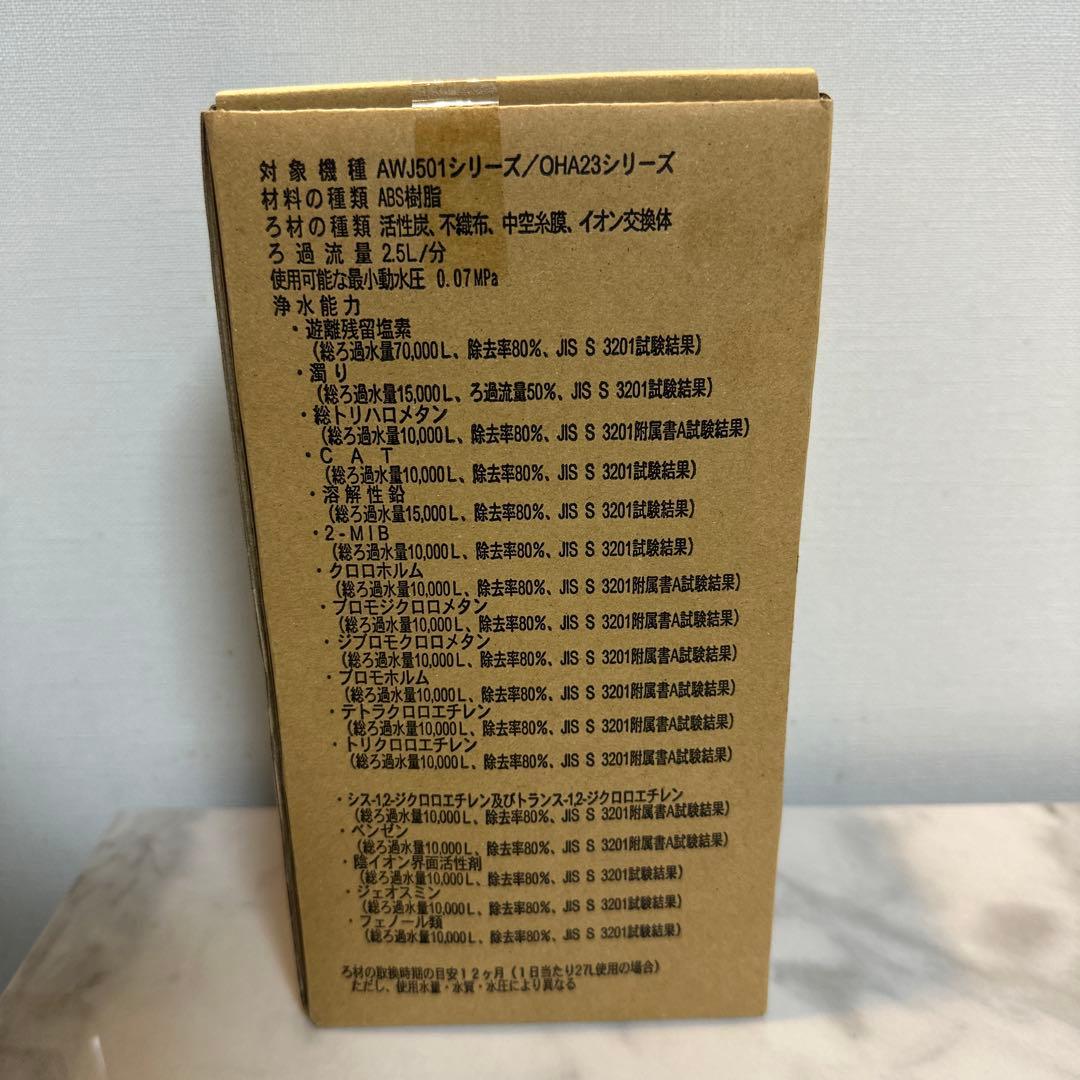 対象機種 AWJ501シリーズ/OHA23シリーズ
材料の種類 ABS樹脂
ろ材の種類 活性炭、不織布、中空糸膜、イオン交換体
ろ過流量 2.5L/分
使用可能な最小動水圧 0.07MPa
浄水能力
・遊離残留塩素
(総ろ過水量70,000L、除去率80%、JIS S 3201試験結果)
・濁り
(総ろ過水量15,000L、ろ過流量50%、JIS S 3201試験結果)
・総トリハロメタン
(総ろ過水量10,000L、除去率80%、JIS S 3201附属書A試験結果)
・CAT
(総ろ過水量10,000L、除去率80%、JIS S 3201試験結果)
・溶解性鉛
(総ろ過水量15,000L、除去率80%、JIS S 3201試験結果)
・2-MIB
(総ろ過水量10,000L、除去率80%、JIS S 3201試験結果)
・クロロホルム
(総ろ過水量10,000L、除去率80%、JIS S 3201附属書A試験結果)
・ブロモジクロロメタン
(総ろ過水量10,000L、除去率80%、JIS S 3201附属書A試験結果)
・ジブロモクロロメタン
(総ろ過水量10,000L、除去率80%、JIS S 3201附属書A試験結果)
・ブロモホルム
(総ろ過水量10,000L、除去率80%、JIS S 3201附属書A試験結果)
・テトラクロロエチレン
(総ろ過水量10,000L、除去率80%、JIS S 3201附属書A試験結果)
・トリクロロエチレン
(総ろ過水量10,000L、除去率80%、JIS S 3201附属書A試験結果)
・シス-1,2-ジクロロエチレン及びトランス-1,2-ジクロロエチレン
(総ろ過水量10,000L、除去率80%、JIS S 3201附属書A試験結果)
・ベンゼン
(総ろ過水量10,000L、除去率80%、JIS S 3201附属書A試験結果)
・陰イオン界面活性剤
(総ろ過水量10,000L、除去率80%、JIS S 3201試験結果)
・ジェオスミン
(総ろ過水量10,000L、除去率80%、JIS S 3201試験結果)
・フェノール類
(総ろ過水量10,000L、除去率80%、JIS S 3201試験結果)
ろ材の取換時期の目安12ヶ月(1日当たり27L使用の場合)
ただし、使用水量・水質・水圧により異なる